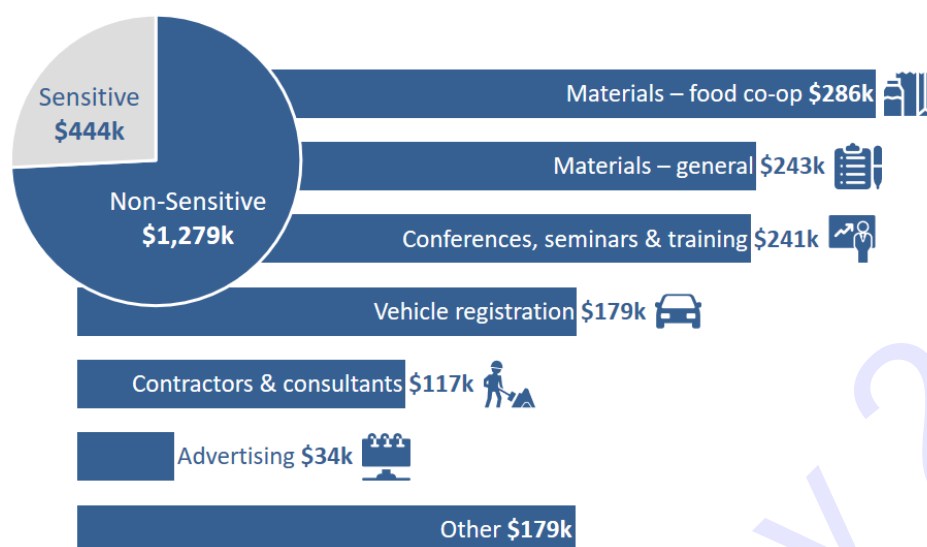 Sensitive
$444k
Non-Sensitive
$1,279k
Materials – food co-op $286k
Materials – general $243k
Conferences, seminars & training $241k
Vehicle registration $179k
Contractors & consultants $117k
Advertising $34k
Other $179k